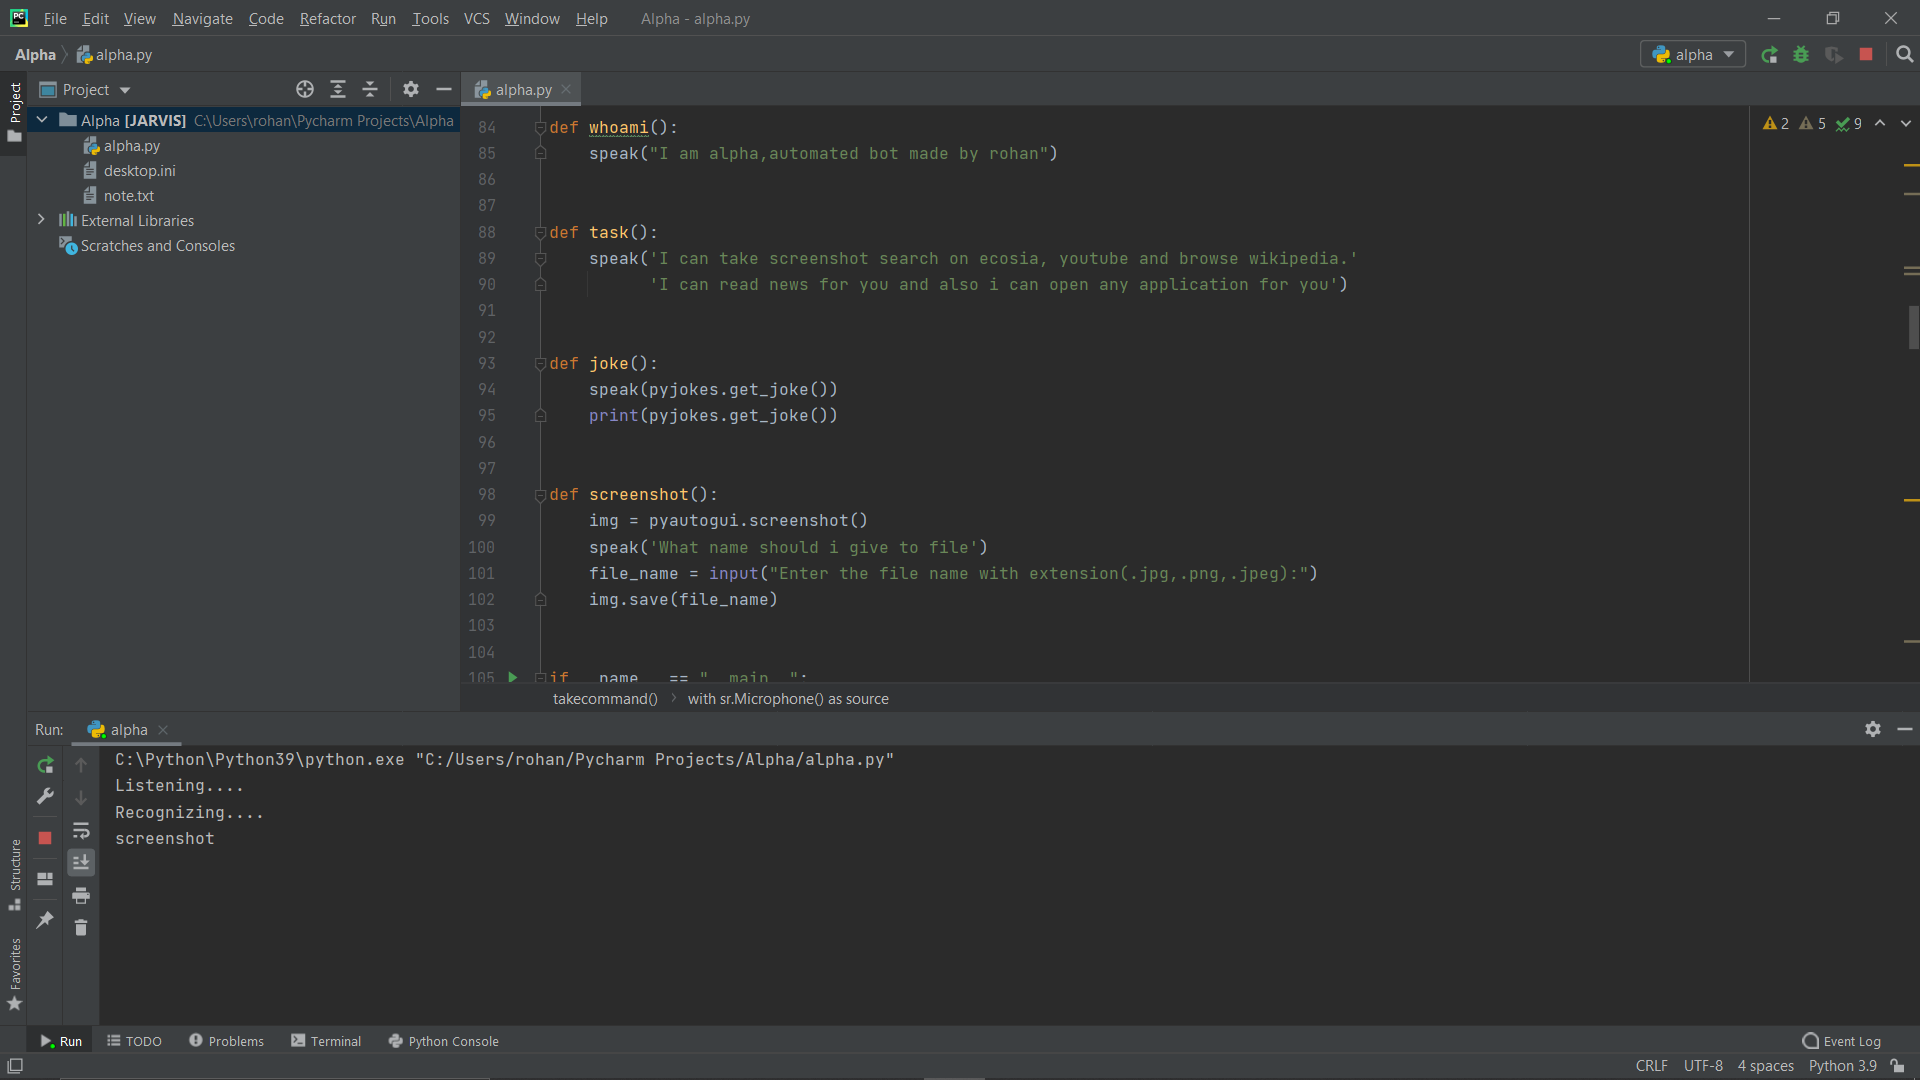 File Edit View Navigate Code Refactor Run Tools VCS Window Help Alpha - alpha.py
Alpha alpha.py
alpha
Project
Project
alpha.py
Alpha [JARVIS] C:\Users\rohan\Pycharm Projects\Alpha
alpha.py
desktop.ini
note.txt
External Libraries
Scratches and Consoles
2 5 9
84 def whoami():
85 speak("I am alpha,automated bot made by rohan")
86
87
88 def task():
89 speak('I can take screenshot search on ecosia, youtube and browse wikipedia.'
90 'I can read news for you and also i can open any application for you')
91
92
93 def joke():
94 speak(pyjokes.get_joke())
95 print(pyjokes.get_joke())
96
97
98 def screenshot():
99 img = pyautogui.screenshot()
100 speak('What name should i give to file')
101 file_name = input("Enter the file name with extension(.jpg,.png,.jpeg):")
102 img.save(file_name)
103
104
105 if __name__ == "__main__":
takecommand() with sr.Microphone() as source
Run: alpha
C:\Python\Python39\python.exe "C:/Users/rohan/Pycharm Projects/Alpha/alpha.py"
Listening....
Recognizing....
screenshot
Structure
Favorites
Run TODO Problems Terminal Python Console Event Log
CRLF UTF-8 4 spaces Python 3.9